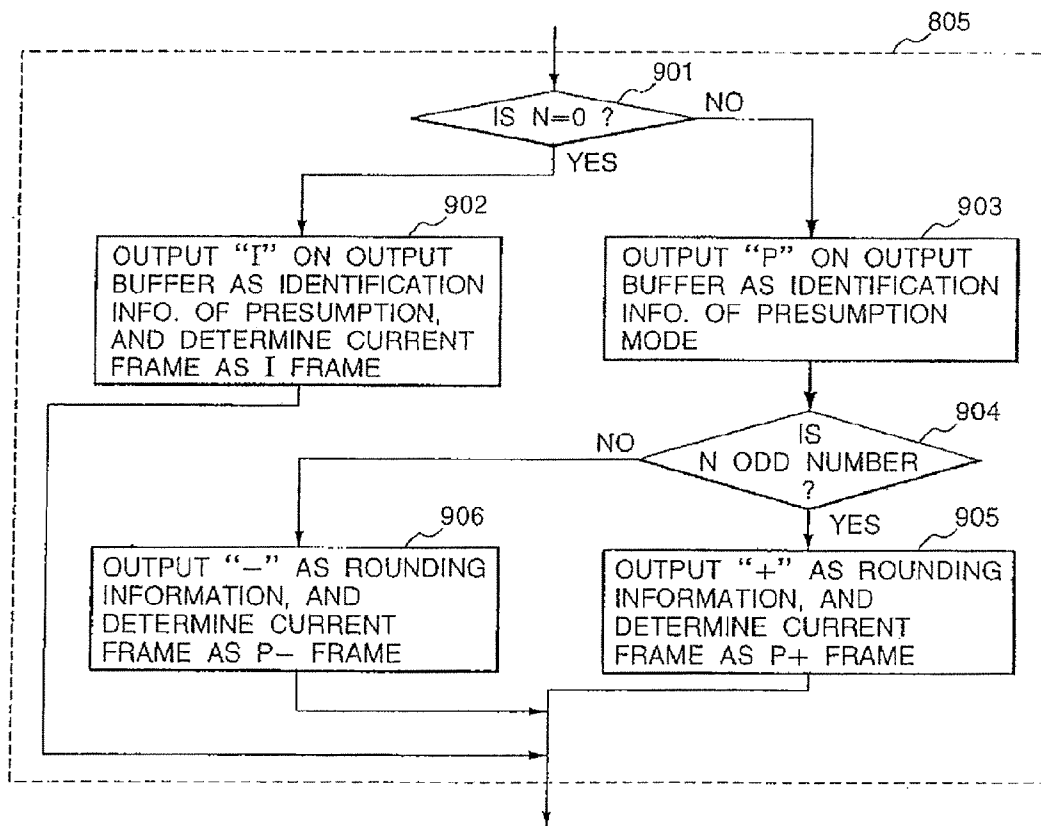 805
901
IS N=0 ?
NO
YES
902
OUTPUT “I” ON OUTPUT
BUFFER AS IDENTIFICATION
INFO. OF PRESUMPTION,
AND DETERMINE CURRENT
FRAME AS I FRAME
903
OUTPUT “P” ON OUTPUT
BUFFER AS IDENTIFICATION
INFO. OF PRESUMPTION
MODE
904
IS
N ODD NUMBER
?
NO
YES
906
OUTPUT “−” AS ROUNDING
INFORMATION, AND
DETERMINE CURRENT
FRAME AS P− FRAME
905
OUTPUT “+” AS ROUNDING
INFORMATION, AND
DETERMINE CURRENT
FRAME AS P+ FRAME